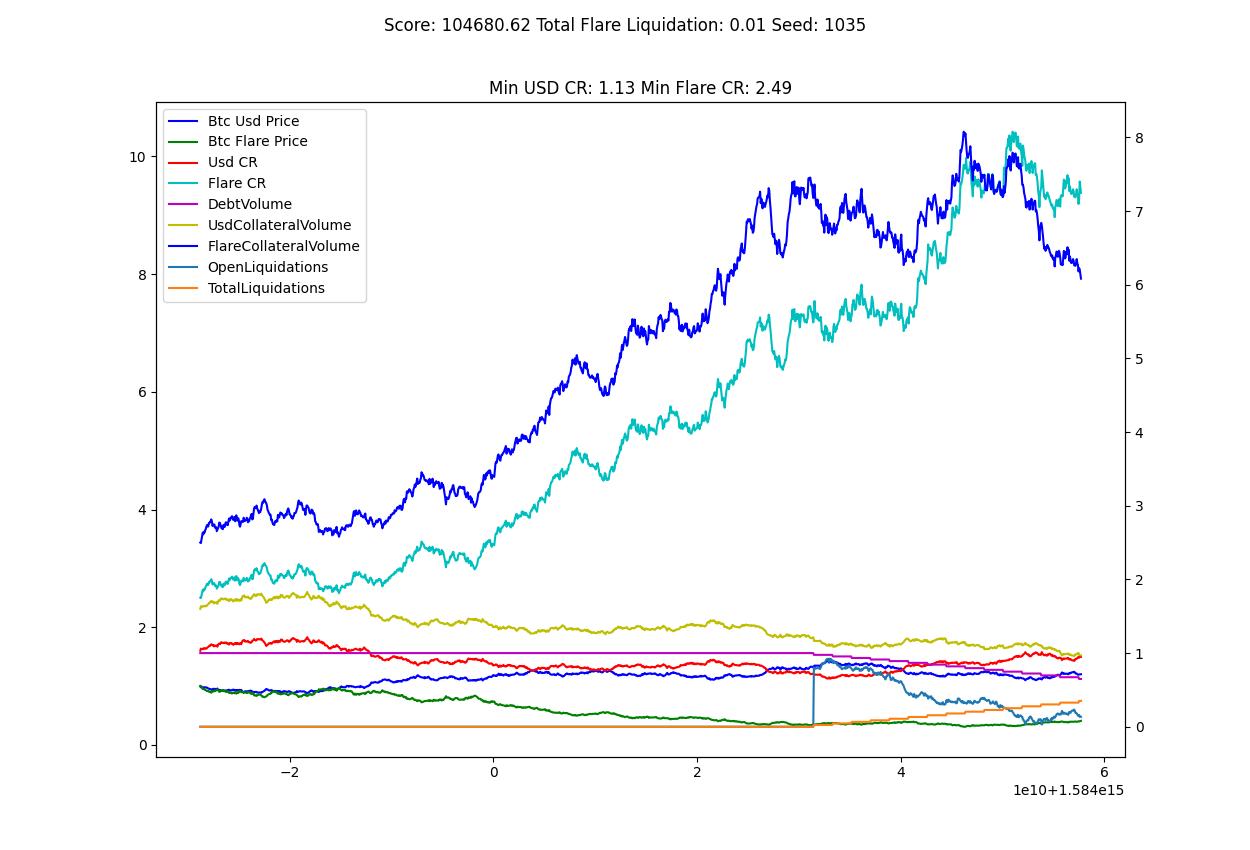 Score: 104680.62 Total Flare Liquidation: 0.01 Seed: 1035
Min USD CR: 1.13 Min Flare CR: 2.49
Btc Usd Price
Btc Flare Price
Usd CR
Flare CR
DebtVolume
UsdCollateralVolume
FlareCollateralVolume
OpenLiquidations
TotalLiquidations
10
8
6
4
2
0
8
7
6
5
4
3
2
1
0
−2
0
2
4
6
1e10+1.584e15